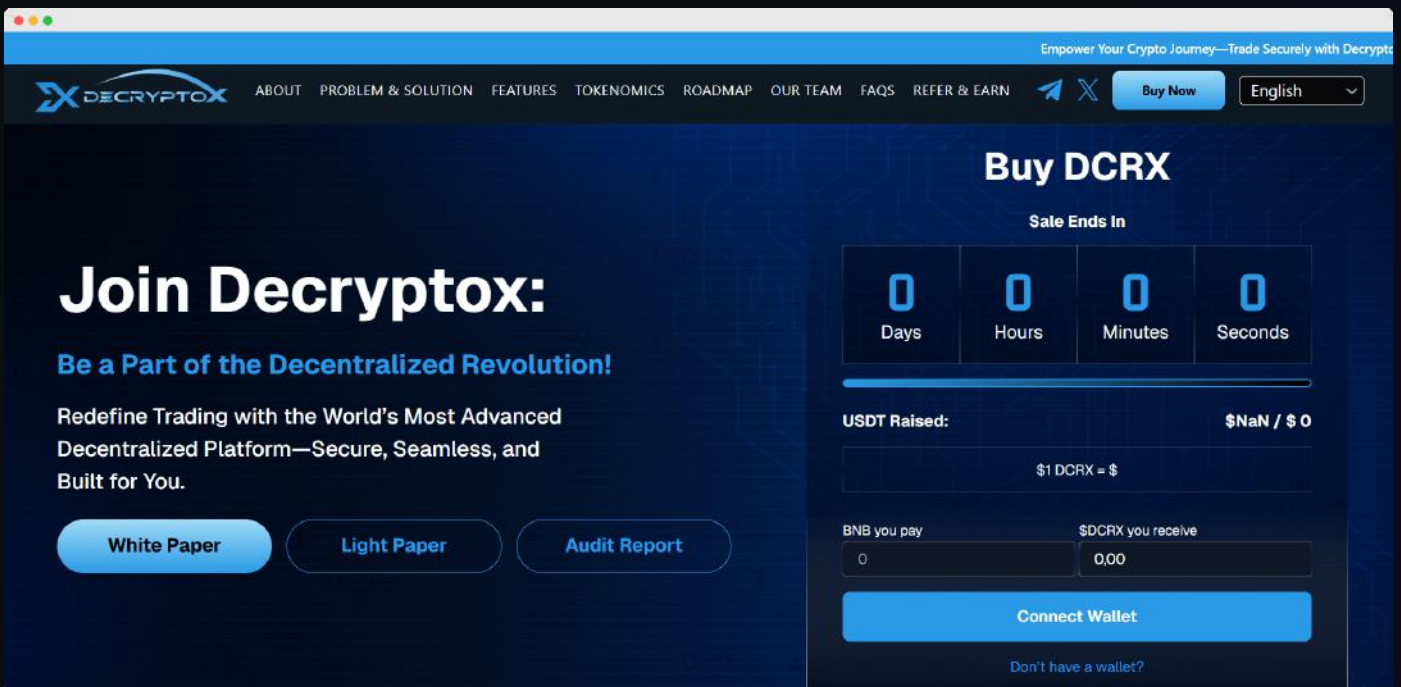 Empower Your Crypto Journey—Trade Securely with Decrypto
DECRYPTOX
ABOUT PROBLEM & SOLUTION FEATURES TOKENOMICS ROADMAP OUR TEAM FAQS REFER & EARN Buy Now English
Join Decryptox:
Be a Part of the Decentralized Revolution!
Redefine Trading with the World's Most Advanced
Decentralized Platform—Secure, Seamless, and
Built for You.
White Paper Light Paper Audit Report
Buy DCRX
Sale Ends In
0 0 0 0
Days Hours Minutes Seconds
USDT Raised: $NaN / $ 0
$1 DCRX = $
BNB you pay $DCRX you receive
0 0,00
Connect Wallet
Don't have a wallet?